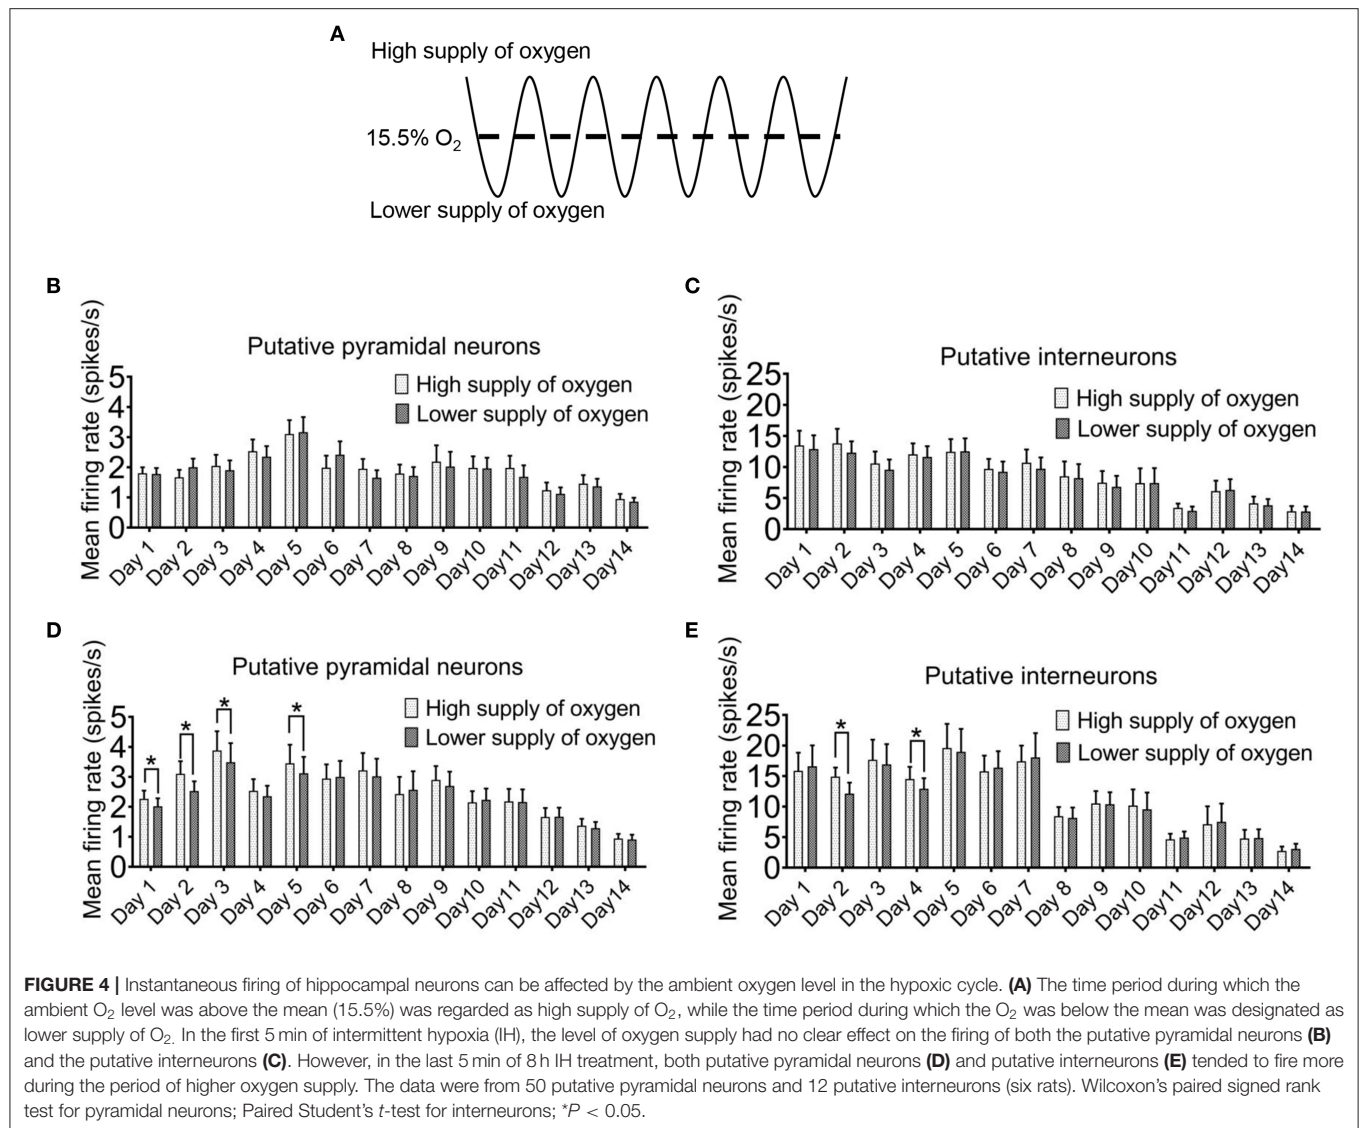 A
High supply of oxygen
15.5% O₂
Lower supply of oxygen
B
Mean firing rate (spikes/s)
Putative pyramidal neurons
High supply of oxygen
Lower supply of oxygen
5
4
3
2
1
0
Day 1
Day 2
Day 3
Day 4
Day 5
Day 6
Day 7
Day 8
Day 9
Day10
Day11
Day12
Day13
Day14
C
Mean firing rate (spikes/s)
Putative interneurons
High supply of oxygen
Lower supply of oxygen
25
20
15
10
5
0
Day 1
Day 2
Day 3
Day 4
Day 5
Day 6
Day 7
Day 8
Day 9
Day10
Day11
Day12
Day13
Day14
D
Mean firing rate (spikes/s)
Putative pyramidal neurons
High supply of oxygen
Lower supply of oxygen
5
4
3
2
1
0
* * * *
Day 1
Day 2
Day 3
Day 4
Day 5
Day 6
Day 7
Day 8
Day 9
Day10
Day11
Day12
Day13
Day14
E
Mean firing rate (spikes/s)
Putative interneurons
High supply of oxygen
Lower supply of oxygen
25
20
15
10
5
0
* *
Day 1
Day 2
Day 3
Day 4
Day 5
Day 6
Day 7
Day 8
Day 9
Day10
Day11
Day12
Day13
Day14
FIGURE 4 | Instantaneous firing of hippocampal neurons can be affected by the ambient oxygen level in the hypoxic cycle. (A) The time period during which the
ambient O₂ level was above the mean (15.5%) was regarded as high supply of O₂, while the time period during which the O₂ was below the mean was designated as
lower supply of O₂. In the first 5 min of intermittent hypoxia (IH), the level of oxygen supply had no clear effect on the firing of both the putative pyramidal neurons (B)
and the putative interneurons (C). However, in the last 5 min of 8 h IH treatment, both putative pyramidal neurons (D) and putative interneurons (E) tended to fire more
during the period of higher oxygen supply. The data were from 50 putative pyramidal neurons and 12 putative interneurons (six rats). Wilcoxon's paired signed rank
test for pyramidal neurons; Paired Student's t-test for interneurons; *P < 0.05.